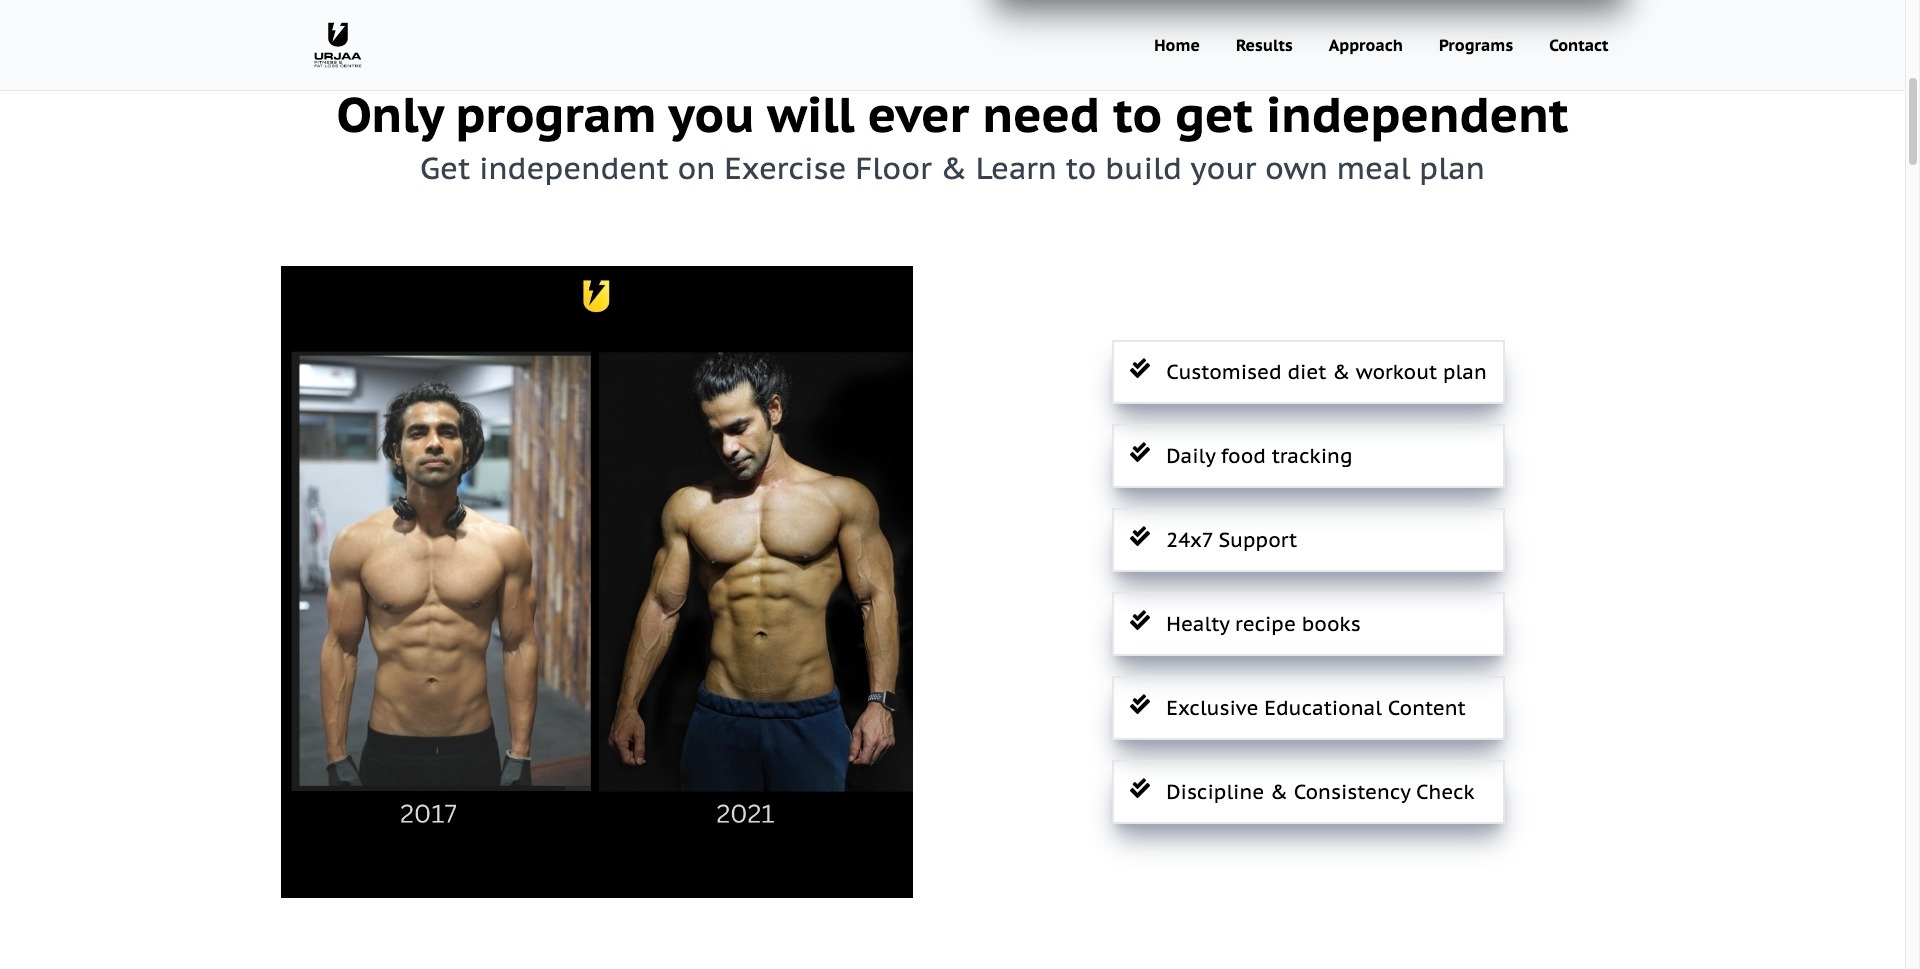 URJAA
FITNESS &
FAT LOSS CENTRE
Home
Results
Approach
Programs
Contact
Only program you will ever need to get independent
Get independent on Exercise Floor & Learn to build your own meal plan
2017
2021
Customised diet & workout plan
Daily food tracking
24x7 Support
Healty recipe books
Exclusive Educational Content
Discipline & Consistency Check